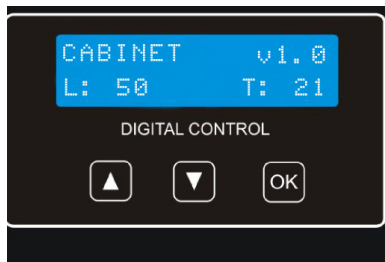 CABINET v1.0
L: 50 T: 21
DIGITAL CONTROL
▲ ▼ OK